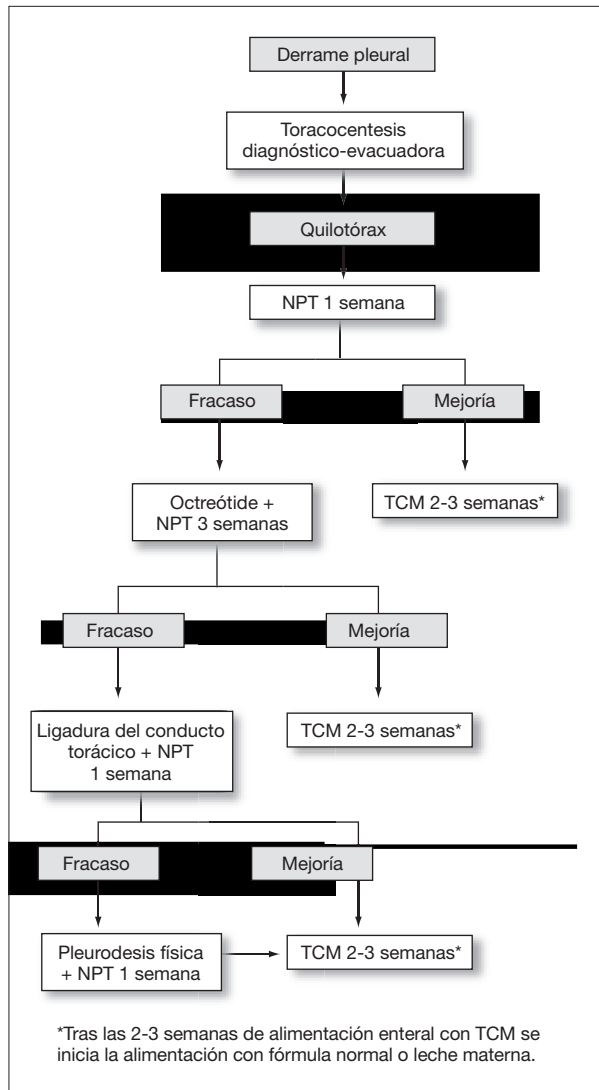 Derrame pleural
Toracocentesis
diagnóstico-evacuadora
Quilotórax
NPT 1 semana
Fracaso
Mejoría
Octreótide +
NPT 3 semanas
TCM 2-3 semanas*
Fracaso
Mejoría
Ligadura del conducto
torácico + NPT
1 semana
TCM 2-3 semanas*
Fracaso
Mejoría
Pleurodesis física
+ NPT 1 semana
TCM 2-3 semanas*
*Tras las 2-3 semanas de alimentación enteral con TCM se
inicia la alimentación con fórmula normal o leche materna.